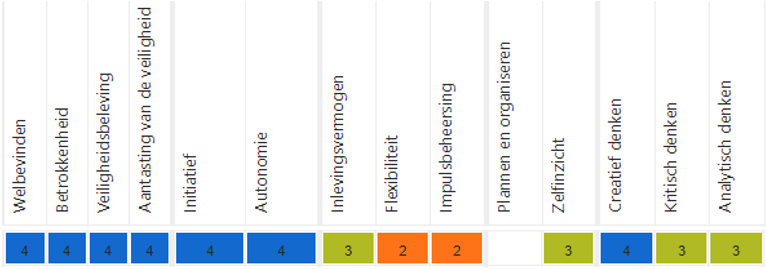 Welbevinden
Betrokkenheid
Veiligheidsbeleving
Aantasting van de veiligheid
Initiatief
Autonomie
Inlevingsvermogen
Flexibiliteit
Impulsbeheersing
Plannen en organiseren
Zelfinzicht
Creatief denken
Kritisch denken
Analytisch denken
4 4 4 4 4 4 3 2 2 3 4 3 3